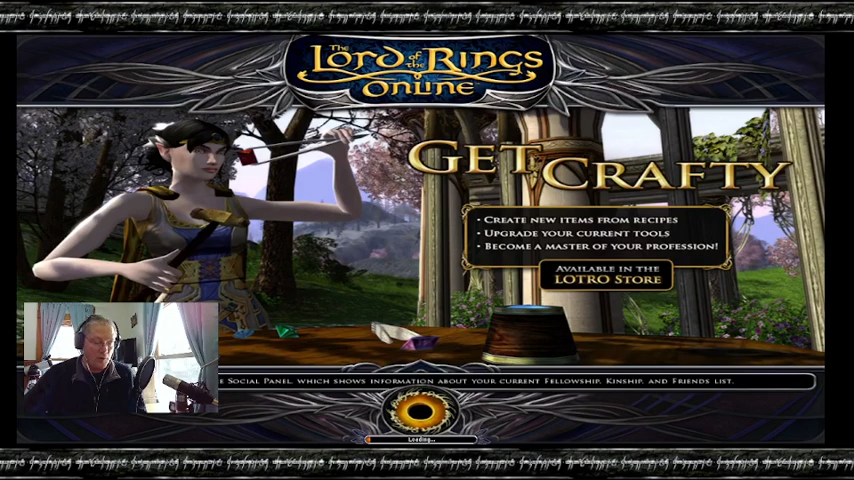 The
Lord of the Rings
Online
Get Crafty
• Create new items from recipes
• Upgrade your current tools
• Become a master of your profession!
Available in the
LOTRO Store
Social Panel, which shows information about your current Fellowship, Kinship, and Friends list.
Loading...